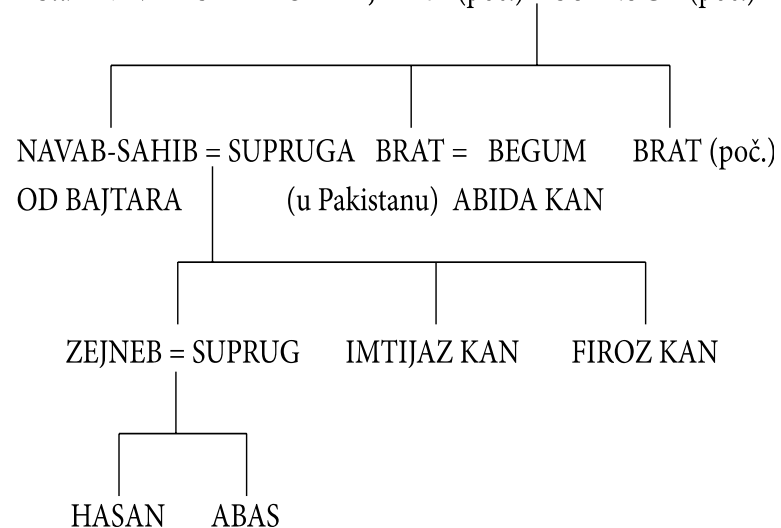 NAVAB-SAHIB = SUPRUGA BRAT = BEGUM BRAT (poč.)
OD BAJTARA (u Pakistanu) ABIDA KAN
ZEJNEB = SUPRUG IMTIJAZ KAN FIROZ KAN
HASAN ABAS